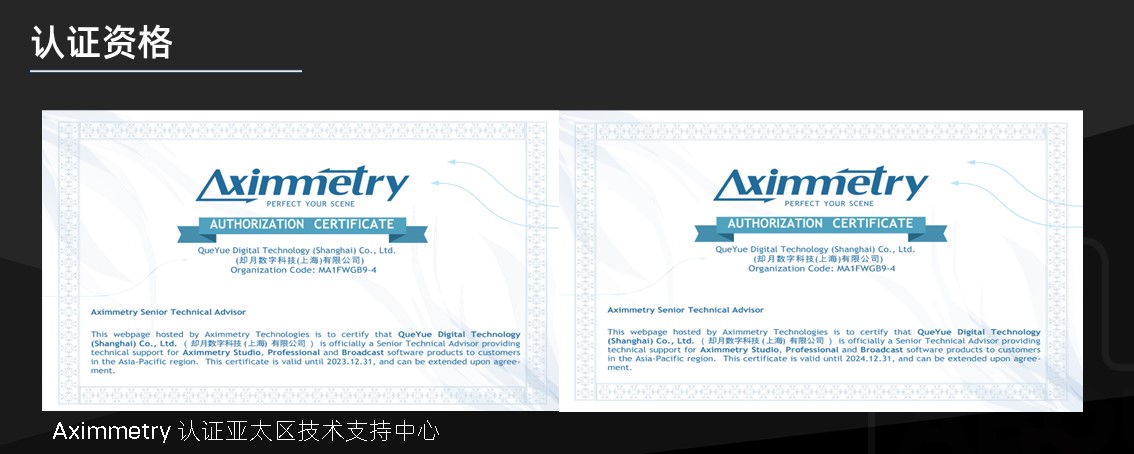 认证资格
Aximmetry
PERFECT YOUR SCENE
AUTHORIZATION CERTIFICATE
QueYue Digital Technology (Shanghai) Co., Ltd.
(却月数字科技(上海)有限公司)
Organization Code: MA1FWGB9-4
Aximmetry Senior Technical Advisor
This webpage hosted by Aximmetry Technologies is to certify that QueYue Digital Technology
(Shanghai) Co., Ltd. ( 却月数字科技 (上海) 有限公司 ) is officially a Senior Technical Advisor providing
technical support for Aximmetry Studio, Professional and Broadcast software products to customers
in the Asia-Pacific region. This certificate is valid until 2023.12.31, and can be extended upon agree-
ment.
Aximmetry
PERFECT YOUR SCENE
AUTHORIZATION CERTIFICATE
QueYue Digital Technology (Shanghai) Co., Ltd.
(却月数字科技(上海)有限公司)
Organization Code: MA1FWGB9-4
Aximmetry Senior Technical Advisor
This webpage hosted by Aximmetry Technologies is to certify that QueYue Digital Technology
(Shanghai) Co., Ltd. ( 却月数字科技 (上海) 有限公司 ) is officially a Senior Technical Advisor providing
technical support for Aximmetry Studio, Professional and Broadcast software products to customers
in the Asia-Pacific region. This certificate is valid until 2024.12.31, and can be extended upon agree-
ment.
Aximmetry 认证亚太区技术支持中心